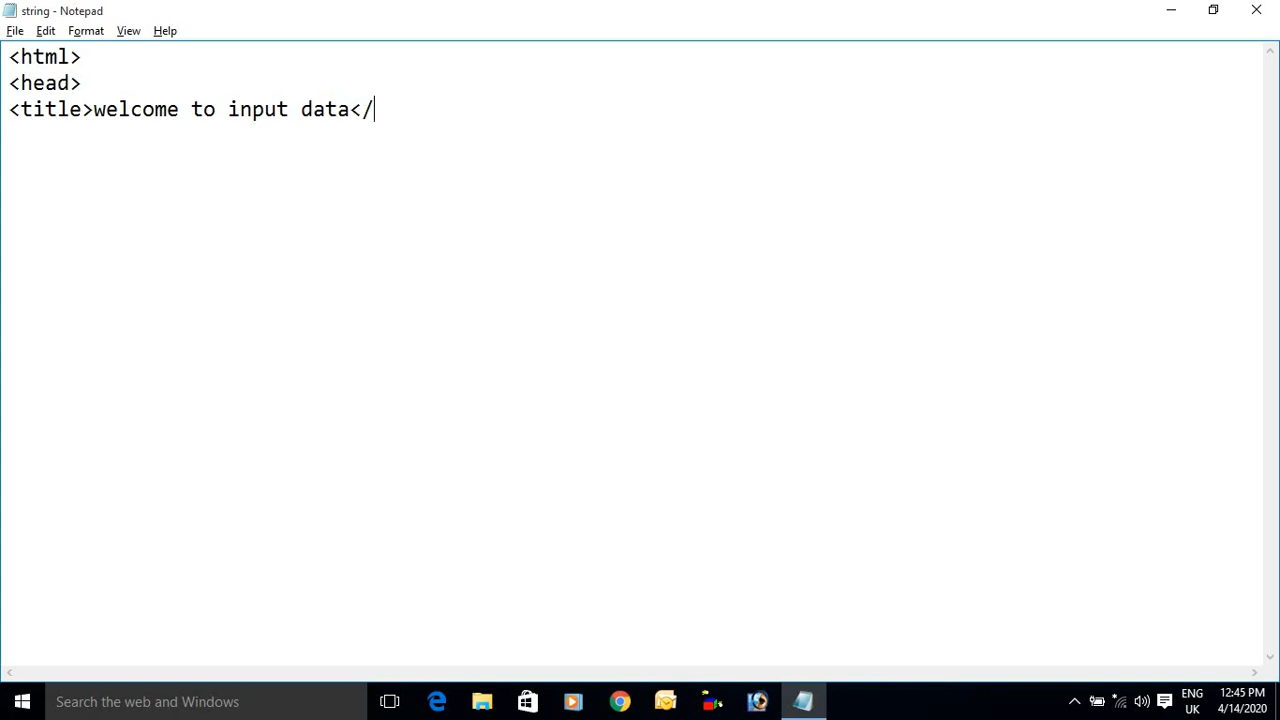 string - Notepad
File Edit Format View Help
<html>
<head>
<title>welcome to input data</
Search the web and Windows
ENG 12:45 PM
UK 4/14/2020